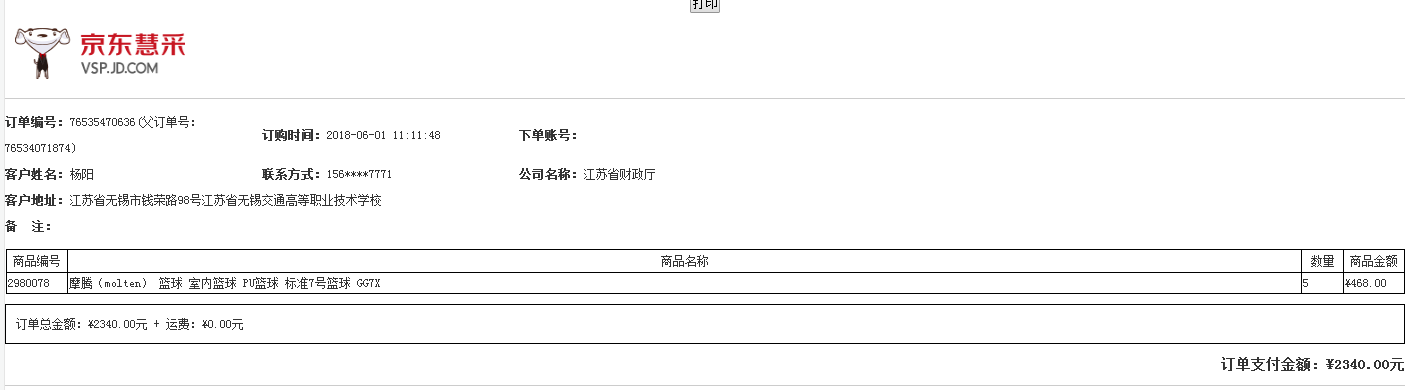 打印
京东慧采
VSP.JD.COM
订单编号：76535470636(父订单号：
76534071874)
订购时间：2018-06-01 11:11:48
下单账号：
客户姓名：杨阳
联系方式：156****7771
公司名称：江苏省财政厅
客户地址：江苏省无锡市钱荣路98号江苏省无锡交通高等职业技术学校
备 注：
商品编号 商品名称 数量 商品金额
2980078 摩腾（molten） 篮球 室内篮球 PU篮球 标准7号篮球 GG7X 5 ¥468.00
订单总金额：¥2340.00元 + 运费：¥0.00元
订单支付金额：¥2340.00元